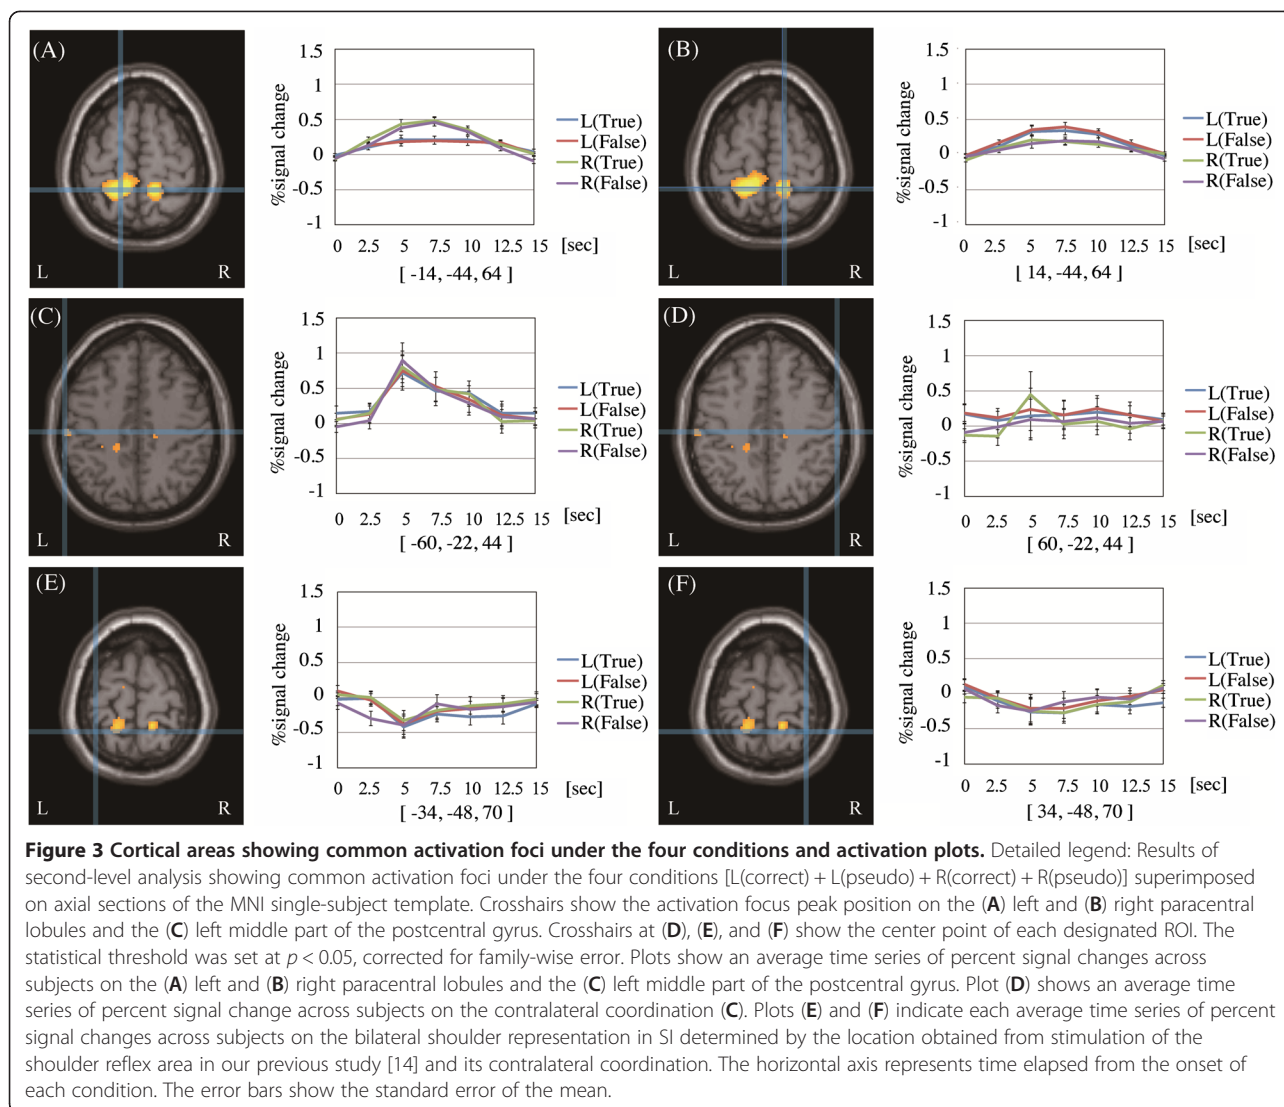 (A)
1.5
1
0.5
0
-0.5
-1
%signal change
0 2.5 5 7.5 10 12.5 15 [sec]
[ -14, -44, 64 ]
L(True)
L(False)
R(True)
R(False)
L R
(B)
1.5
1
0.5
0
-0.5
-1
%signal change
0 2.5 5 7.5 10 12.5 15 [sec]
[ 14, -44, 64 ]
L(True)
L(False)
R(True)
R(False)
L R
(C)
1.5
1
0.5
0
-0.5
-1
%signal change
0 2.5 5 7.5 10 12.5 15 [sec]
[ -60, -22, 44 ]
L(True)
L(False)
R(True)
R(False)
L R
(D)
1.5
1
0.5
0
-0.5
-1
%signal change
0 2.5 5 7.5 10 12.5 15 [sec]
[ 60, -22, 44 ]
L(True)
L(False)
R(True)
R(False)
L R
(E)
1.5
1
0.5
0
-0.5
-1
%signal change
0 2.5 5 7.5 10 12.5 15 [sec]
[ -34, -48, 70 ]
L(True)
L(False)
R(True)
R(False)
L R
(F)
1.5
1
0.5
0
-0.5
-1
%signal change
0 2.5 5 7.5 10 12.5 15 [sec]
[ 34, -48, 70 ]
L(True)
L(False)
R(True)
R(False)
L R
Figure 3 Cortical areas showing common activation foci under the four conditions and activation plots. Detailed legend: Results of
second-level analysis showing common activation foci under the four conditions [L(correct) + L(pseudo) + R(correct) + R(pseudo)] superimposed
on axial sections of the MNI single-subject template. Crosshairs show the activation focus peak position on the (A) left and (B) right paracentral
lobules and the (C) left middle part of the postcentral gyrus. Crosshairs at (D), (E), and (F) show the center point of each designated ROI. The
statistical threshold was set at p < 0.05, corrected for family-wise error. Plots show an average time series of percent signal changes across
subjects on the (A) left and (B) right paracentral lobules and the (C) left middle part of the postcentral gyrus. Plot (D) shows an average time
series of percent signal change across subjects on the contralateral coordination (C). Plots (E) and (F) indicate each average time series of percent
signal changes across subjects on the bilateral shoulder representation in SI determined by the location obtained from stimulation of the
shoulder reflex area in our previous study [14] and its contralateral coordination. The horizontal axis represents time elapsed from the onset of
each condition. The error bars show the standard error of the mean.